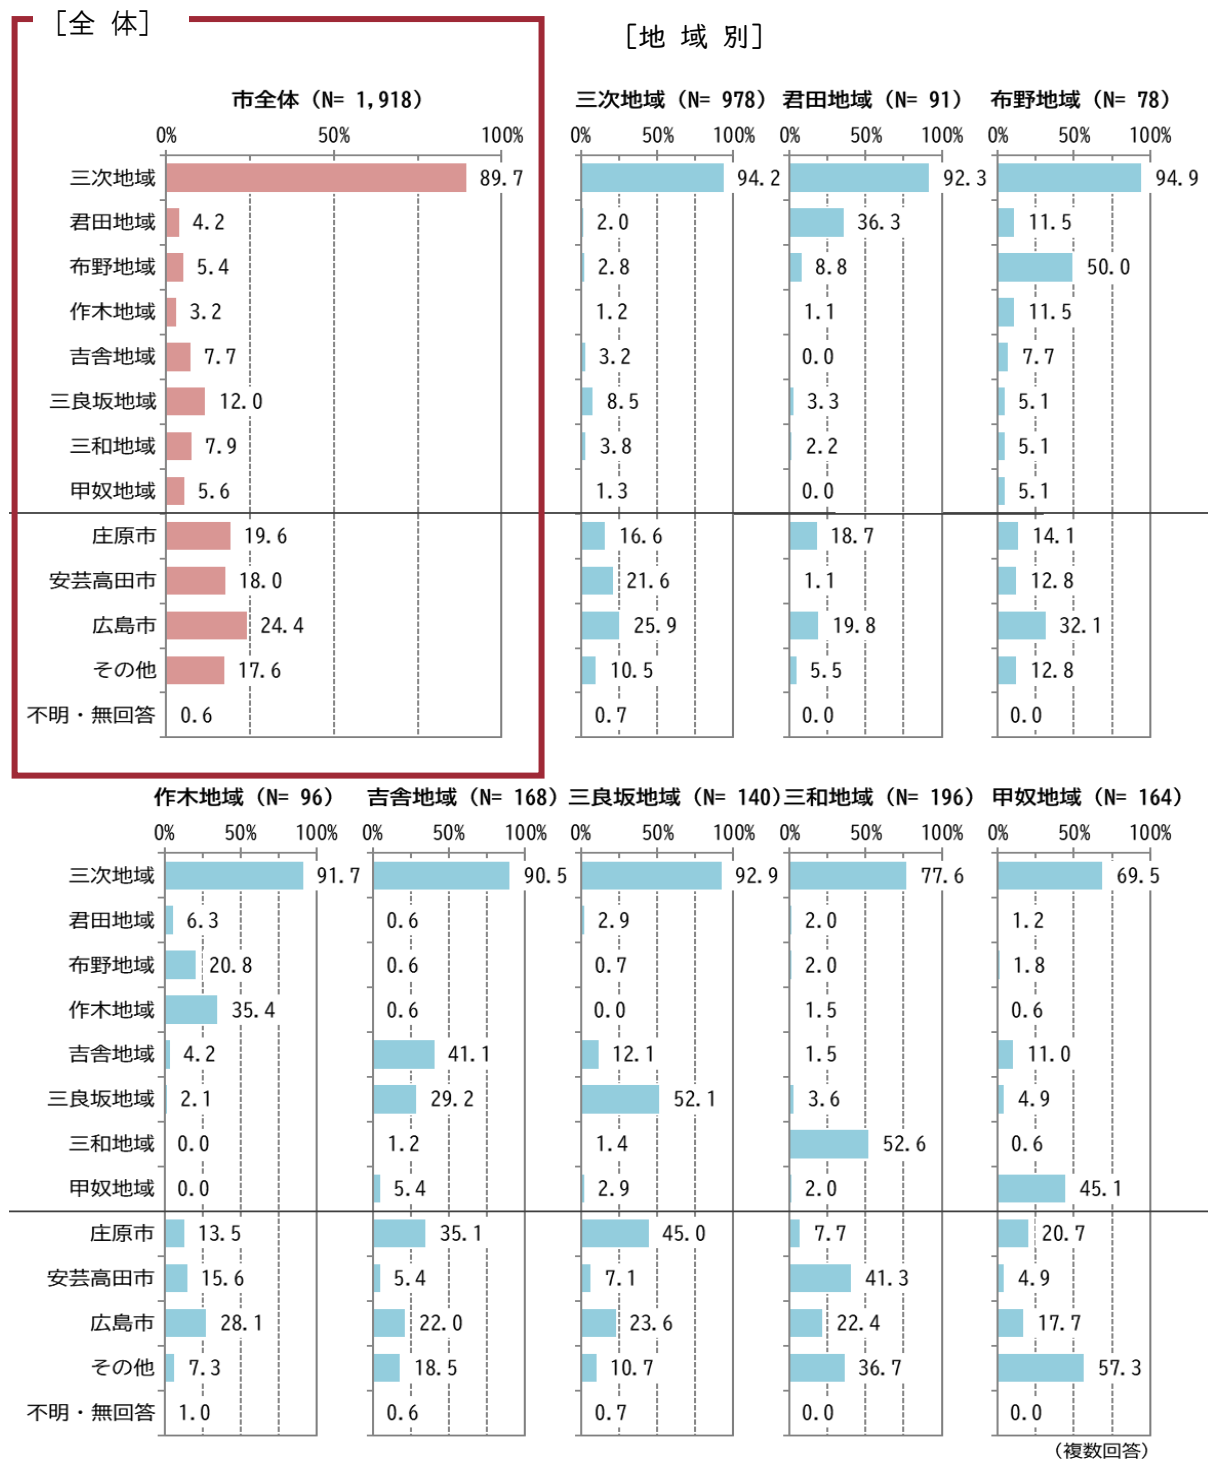 ［全 体］
［地 域 別］
市全体（N= 1,918） 三次地域（N= 978） 君田地域（N= 91） 布野地域（N= 78）
0% 50% 100% 0% 50% 100% 0% 50% 100% 0% 50% 100%
三次地域 89.7 94.2 92.3 94.9
君田地域 4.2 2.0 36.3 11.5
布野地域 5.4 2.8 8.8 50.0
作木地域 3.2 1.2 1.1 11.5
吉舎地域 7.7 3.2 0.0 7.7
三良坂地域 12.0 8.5 3.3 5.1
三和地域 7.9 3.8 2.2 5.1
甲奴地域 5.6 1.3 0.0 5.1
庄原市 19.6 16.6 18.7 14.1
安芸高田市 18.0 21.6 1.1 12.8
広島市 24.4 25.9 19.8 32.1
その他 17.6 10.5 5.5 12.8
不明・無回答 0.6 0.7 0.0 0.0
作木地域（N= 96） 吉舎地域（N= 168） 三良坂地域（N= 140） 三和地域（N= 196） 甲奴地域（N= 164）
0% 50% 100% 0% 50% 100% 0% 50% 100% 0% 50% 100% 0% 50% 100%
三次地域 91.7 90.5 92.9 77.6 69.5
君田地域 6.3 0.6 2.9 2.0 1.2
布野地域 20.8 0.6 0.7 2.0 1.8
作木地域 35.4 0.6 0.0 1.5 0.6
吉舎地域 4.2 41.1 12.1 1.5 11.0
三良坂地域 2.1 29.2 52.1 3.6 4.9
三和地域 0.0 1.2 1.4 52.6 0.6
甲奴地域 0.0 5.4 2.9 2.0 45.1
庄原市 13.5 35.1 45.0 7.7 20.7
安芸高田市 15.6 5.4 7.1 41.3 4.9
広島市 28.1 22.0 23.6 22.4 17.7
その他 7.3 18.5 10.7 36.7 57.3
不明・無回答 1.0 0.6 0.7 0.0 0.0
（複数回答）